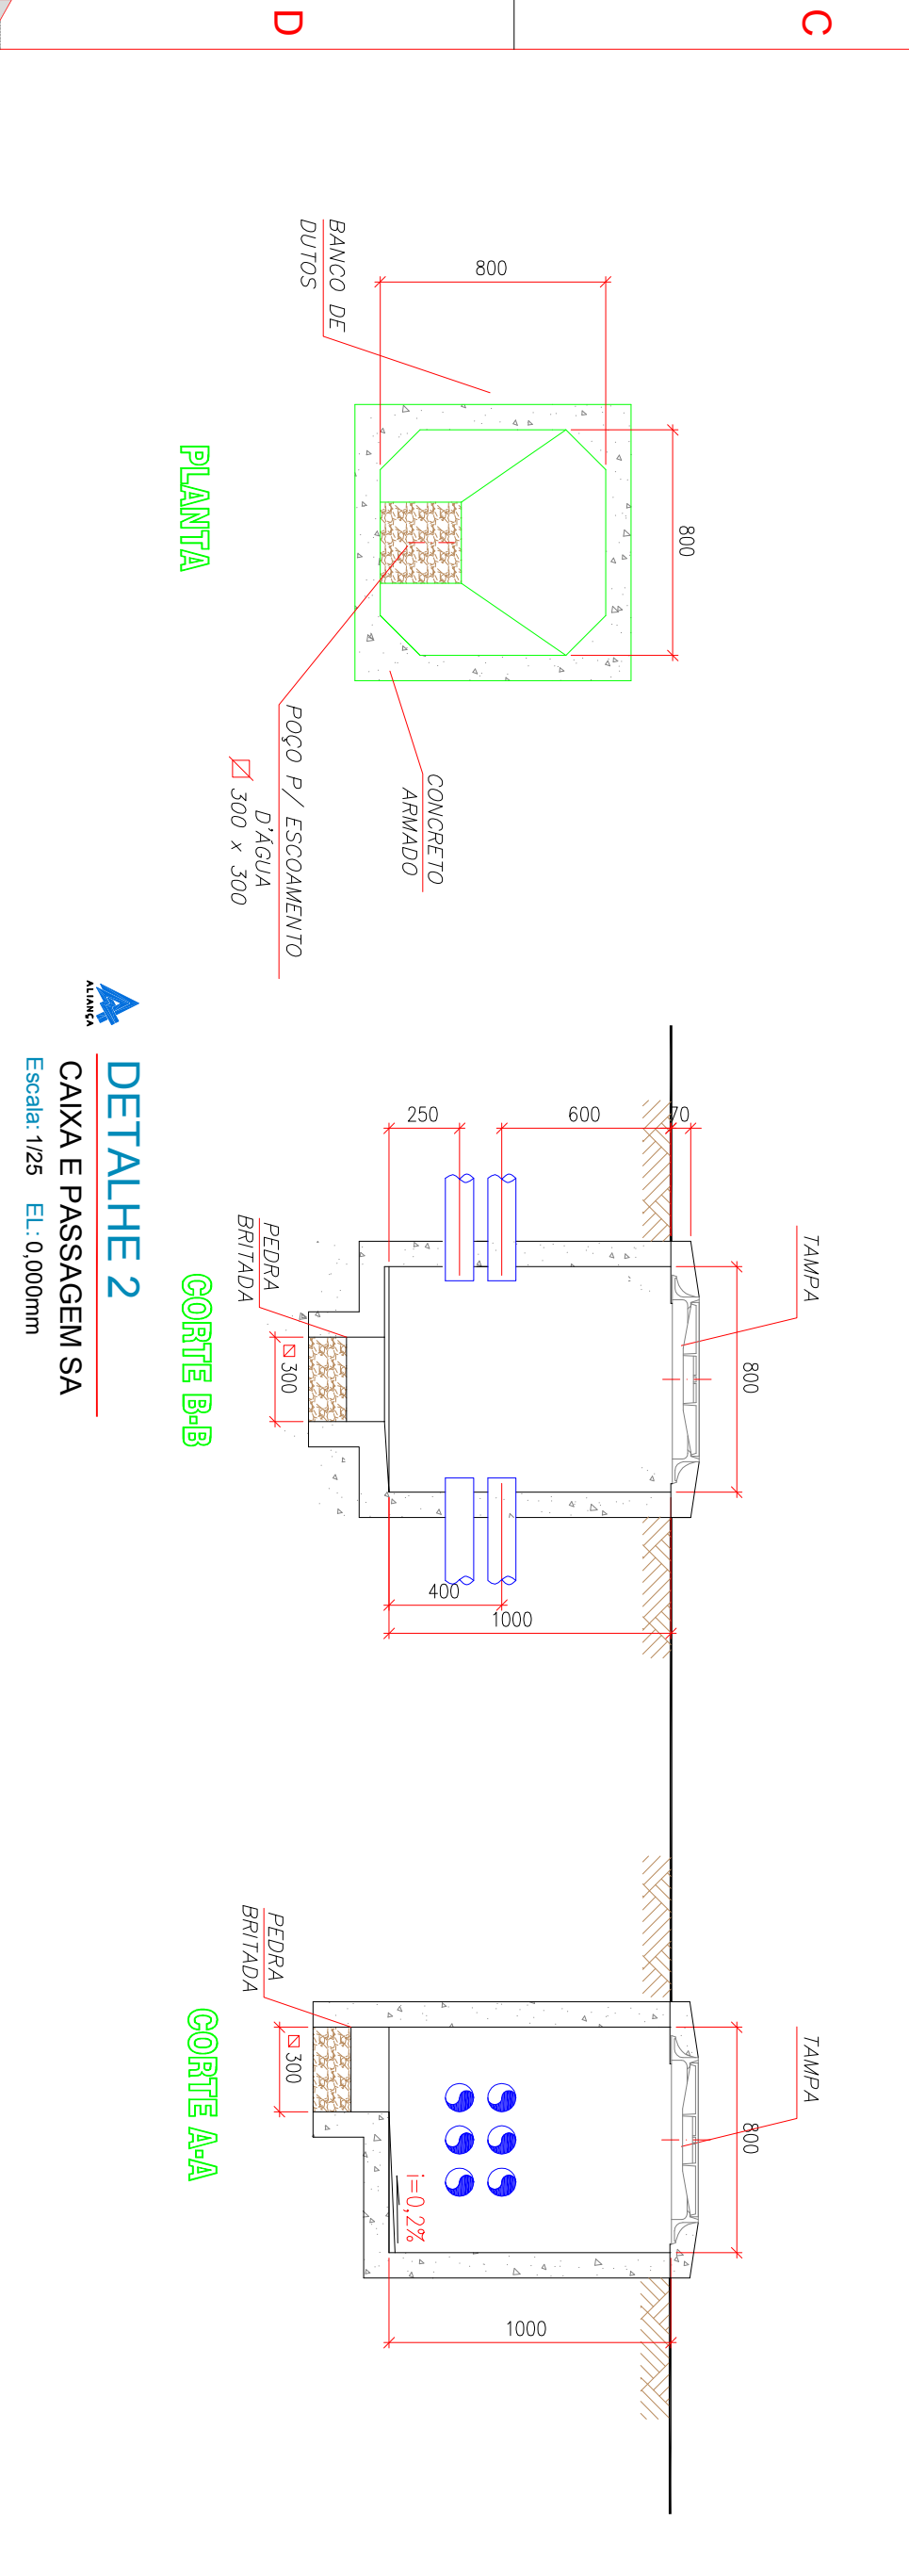 D
C
800
800
BANCO DE
DUTOS
PLANTA
CONCRETO
ARMADO
POÇO P/ ESCOAMENTO
D'ÁGUA
300 x 300
ALIANÇA
DETALHE 2
CAIXA E PASSAGEM SA
Escala: 1/25 EL: 0,000mm
TAMPA
800
70
600
250
PEDRA
BRITADA
300
400
1000
CORTE B-B
TAMPA
800
PEDRA
BRITADA
300
i=0,2%
1000
CORTE A-A